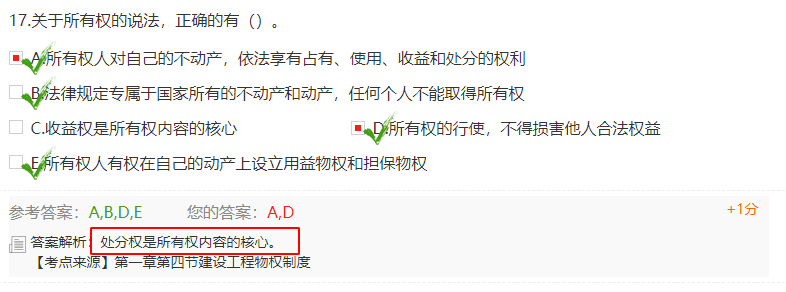 17.关于所有权的说法，正确的有（）。
A.所有权人对自己的不动产，依法享有占有、使用、收益和处分的权利
B.法律规定专属于国家所有的不动产和动产，任何个人不能取得所有权
C.收益权是所有权内容的核心 D.所有权的行使，不得损害他人合法权益
E.所有权人有权在自己的动产上设立用益物权和担保物权
参考答案：A,B,D,E 您的答案：A,D +1分
答案解析：处分权是所有权内容的核心。
【考点来源】第一章第四节建设工程物权制度